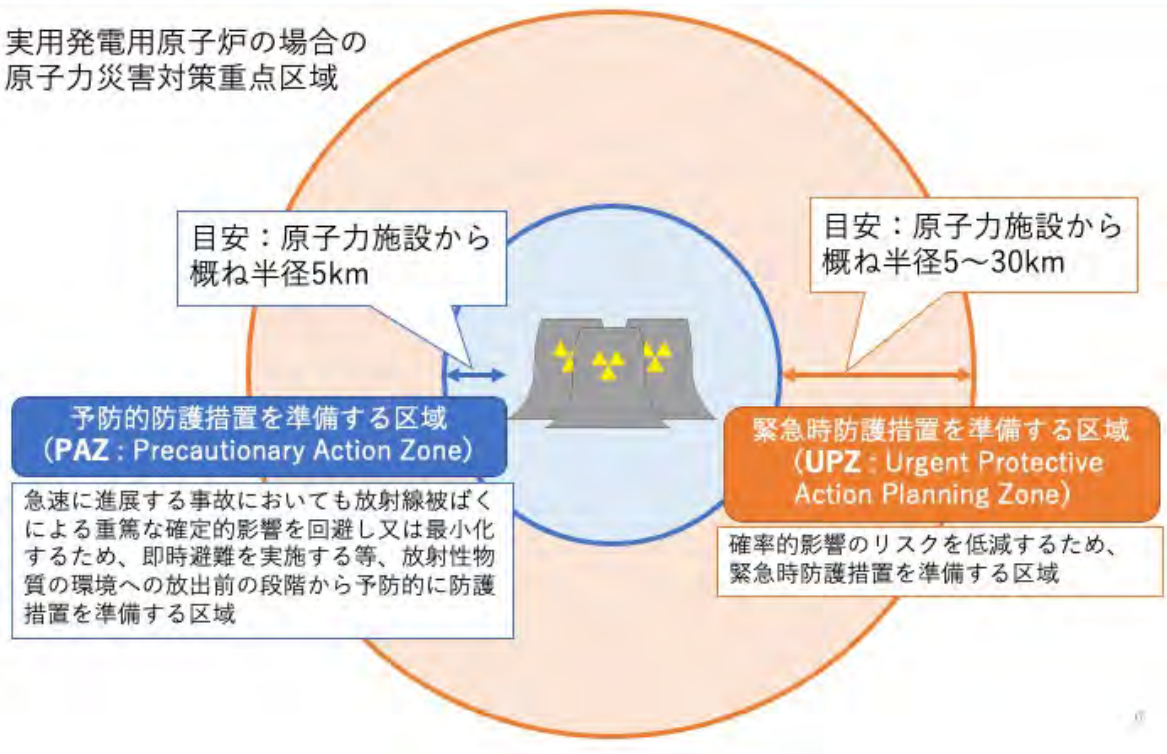 実用発電用原子炉の場合の
原子力災害対策重点区域
目安：原子力施設から
概ね半径5km
目安：原子力施設から
概ね半径5～30km
予防的防護措置を準備する区域
（PAZ : Precautionary Action Zone）
急速に進展する事故においても放射線被ばく
による重篤な確定的影響を回避し又は最小化
するため、即時避難を実施する等、放射性物
質の環境への放出前の段階から予防的に防護
措置を準備する区域
緊急時防護措置を準備する区域
（UPZ : Urgent Protective
Action Planning Zone）
確率的影響のリスクを低減するため、
緊急時防護措置を準備する区域